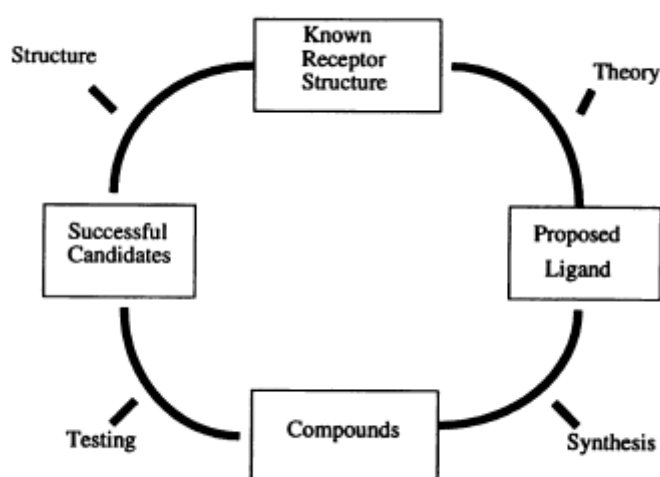 Known
Receptor
Structure
Structure
Theory
Successful
Candidates
Proposed
Ligand
Compounds
Testing
Synthesis